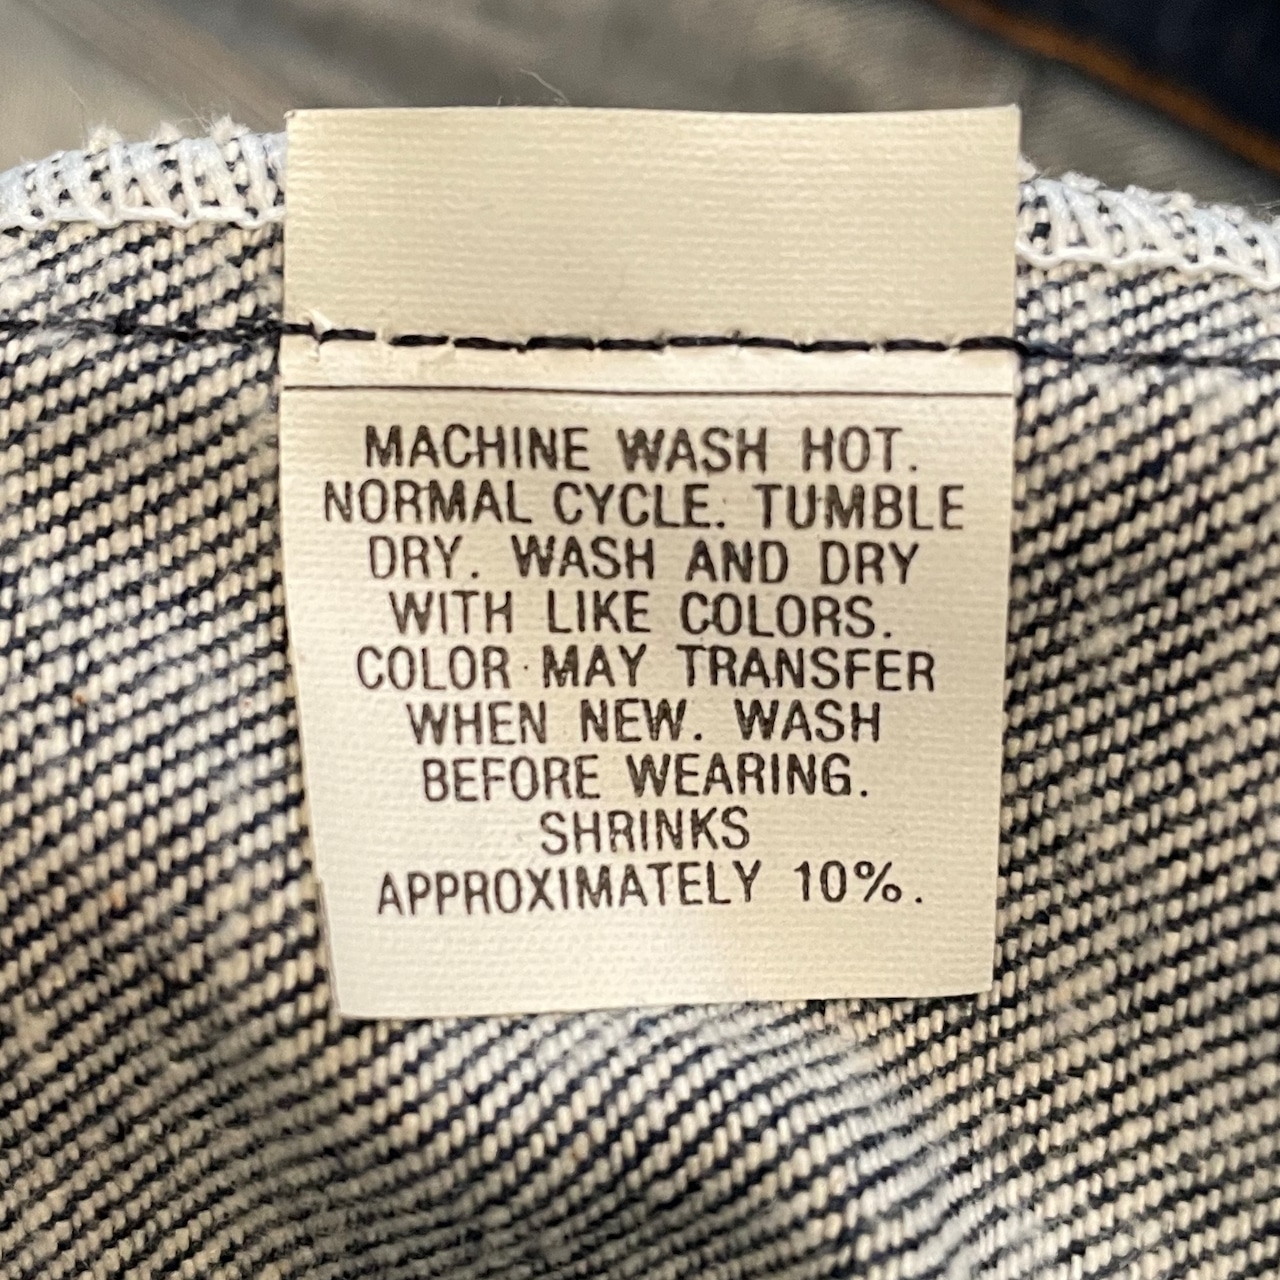 MACHINE WASH HOT.
NORMAL CYCLE. TUMBLE
DRY. WASH AND DRY
WITH LIKE COLORS.
COLOR MAY TRANSFER
WHEN NEW. WASH
BEFORE WEARING.
SHRINKS
APPROXIMATELY 10%.